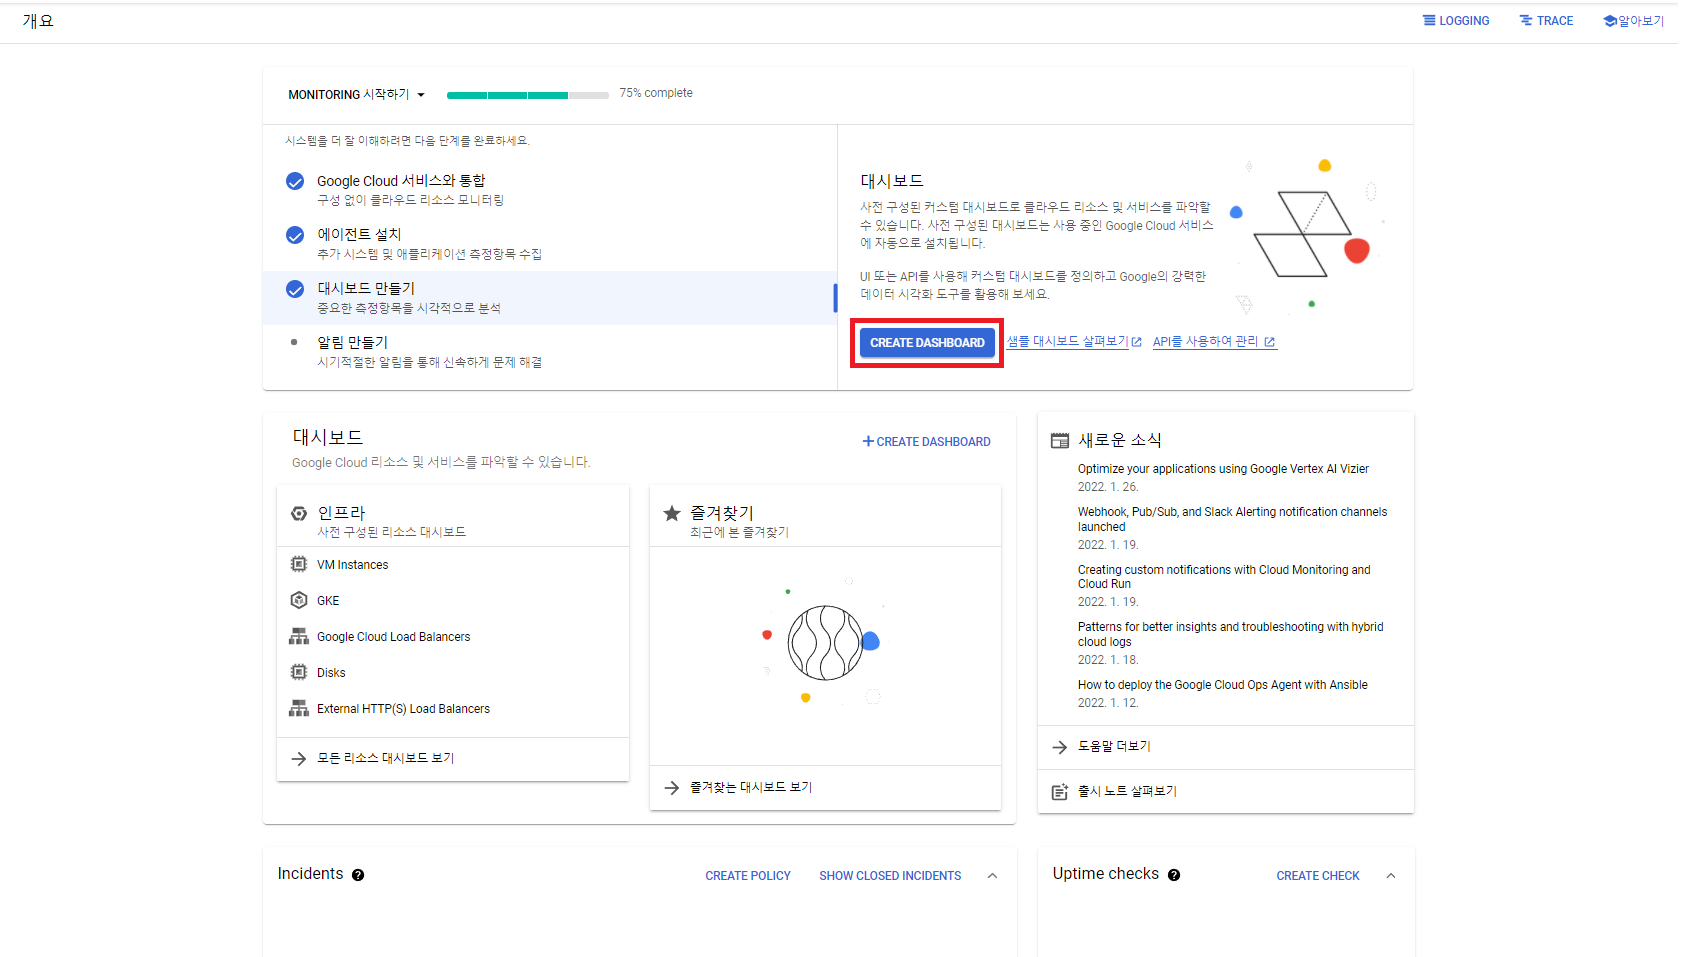 개요
LOGGING
TRACE
알아보기
MONITORING 시작하기
75% complete
시스템을 더 잘 이해하려면 다음 단계를 완료하세요.
Google Cloud 서비스와 통합
구성 없이 클라우드 리소스 모니터링
에이전트 설치
추가 시스템 및 애플리케이션 측정항목 수집
대시보드 만들기
중요한 측정항목을 시각적으로 분석
알림 만들기
시기적절한 알림을 통해 신속하게 문제 해결
대시보드
사전 구성된 커스텀 대시보드로 클라우드 리소스 및 서비스를 파악할
수 있습니다. 사전 구성된 대시보드는 사용 중인 Google Cloud 서비스
에 자동으로 설치됩니다.
UI 또는 API를 사용해 커스텀 대시보드를 정의하고 Google의 강력한
데이터 시각화 도구를 활용해 보세요.
CREATE DASHBOARD
샘플 대시보드 살펴보기
API를 사용하여 관리
대시보드
Google Cloud 리소스 및 서비스를 파악할 수 있습니다.
CREATE DASHBOARD
인프라
사전 구성된 리소스 대시보드
VM Instances
GKE
Google Cloud Load Balancers
Disks
External HTTP(S) Load Balancers
모든 리소스 대시보드 보기
즐겨찾기
최근에 본 즐겨찾기
즐겨찾는 대시보드 보기
새로운 소식
Optimize your applications using Google Vertex AI Vizier
2022. 1. 26.
Webhook, Pub/Sub, and Slack Alerting notification channels
launched
2022. 1. 19.
Creating custom notifications with Cloud Monitoring and
Cloud Run
2022. 1. 19.
Patterns for better insights and troubleshooting with hybrid
cloud logs
2022. 1. 18.
How to deploy the Google Cloud Ops Agent with Ansible
2022. 1. 12.
도움말 더보기
출시 노트 살펴보기
Incidents
CREATE POLICY
SHOW CLOSED INCIDENTS
Uptime checks
CREATE CHECK